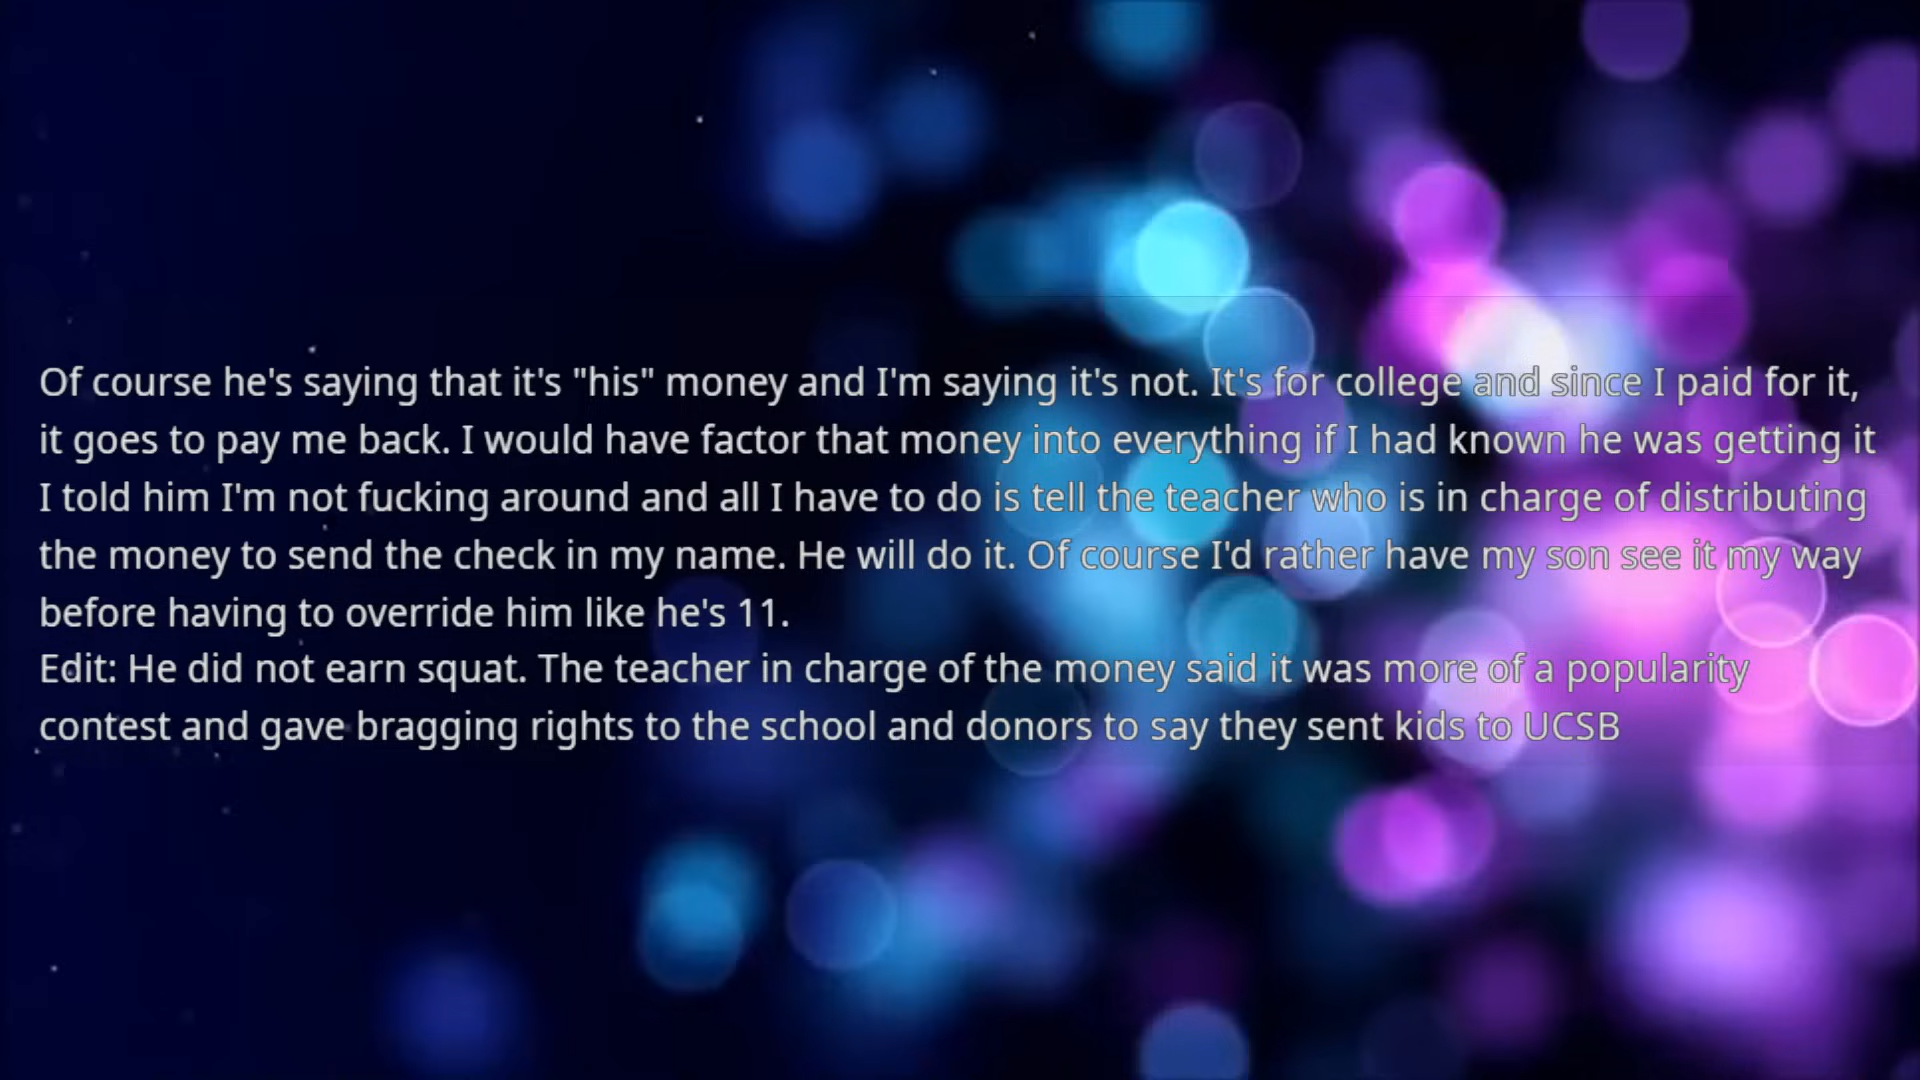 Of course he's saying that it's "his" money and I'm saying it's not. It's for college and since I paid for it,
it goes to pay me back. I would have factor that money into everything if I had known he was getting it
I told him I'm not fucking around and all I have to do is tell the teacher who is in charge of distributing
the money to send the check in my name. He will do it. Of course I'd rather have my son see it my way
before having to override him like he's 11.
Edit: He did not earn squat. The teacher in charge of the money said it was more of a popularity
contest and gave bragging rights to the school and donors to say they sent kids to UCSB